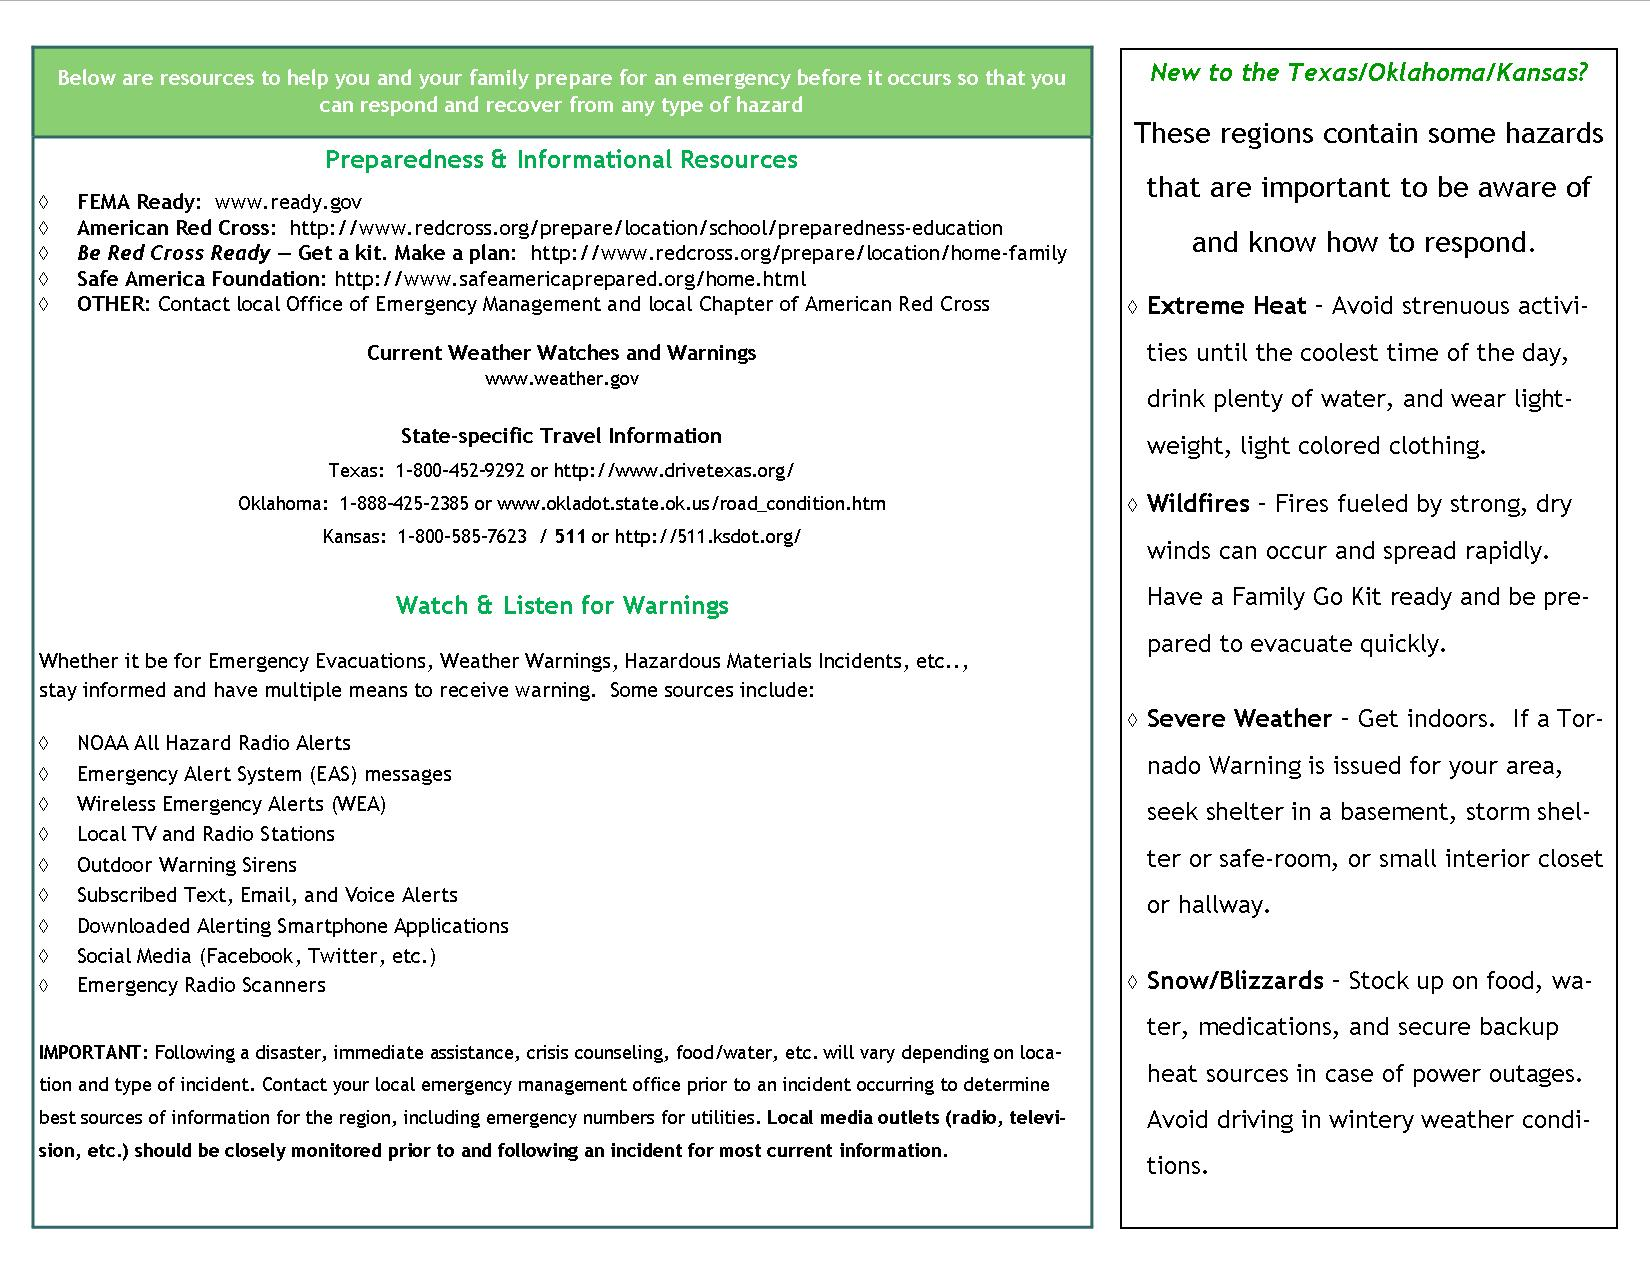 Below are resources to help you and your family prepare for an emergency before it occurs so that you
can respond and recover from any type of hazard
Preparedness & Informational Resources
◊ FEMA Ready:  www.ready.gov
◊ American Red Cross:  http://www.redcross.org/prepare/location/school/preparedness-education
◊ Be Red Cross Ready — Get a kit. Make a plan:  http://www.redcross.org/prepare/location/home-family
◊ Safe America Foundation: http://www.safeamericaprepared.org/home.html
◊ OTHER: Contact local Office of Emergency Management and local Chapter of American Red Cross
Current Weather Watches and Warnings
www.weather.gov
State-specific Travel Information
Texas:  1-800-452-9292 or http://www.drivetexas.org/
Oklahoma:  1-888-425-2385 or www.okladot.state.ok.us/road_condition.htm
Kansas:  1-800-585-7623  / 511 or http://511.ksdot.org/
Watch & Listen for Warnings
Whether it be for Emergency Evacuations, Weather Warnings, Hazardous Materials Incidents, etc..,
stay informed and have multiple means to receive warning.  Some sources include:
◊ NOAA All Hazard Radio Alerts
◊ Emergency Alert System (EAS) messages
◊ Wireless Emergency Alerts (WEA)
◊ Local TV and Radio Stations
◊ Outdoor Warning Sirens
◊ Subscribed Text, Email, and Voice Alerts
◊ Downloaded Alerting Smartphone Applications
◊ Social Media (Facebook, Twitter, etc.)
◊ Emergency Radio Scanners
IMPORTANT: Following a disaster, immediate assistance, crisis counseling, food/water, etc. will vary depending on loca-
tion and type of incident. Contact your local emergency management office prior to an incident occurring to determine
best sources of information for the region, including emergency numbers for utilities. Local media outlets (radio, televi-
sion, etc.) should be closely monitored prior to and following an incident for most current information.
New to the Texas/Oklahoma/Kansas?
These regions contain some hazards
that are important to be aware of
and know how to respond.
◊ Extreme Heat – Avoid strenuous activi-
ties until the coolest time of the day,
drink plenty of water, and wear light-
weight, light colored clothing.
◊ Wildfires – Fires fueled by strong, dry
winds can occur and spread rapidly.
Have a Family Go Kit ready and be pre-
pared to evacuate quickly.
◊ Severe Weather – Get indoors.  If a Tor-
nado Warning is issued for your area,
seek shelter in a basement, storm shel-
ter or safe-room, or small interior closet
or hallway.
◊ Snow/Blizzards – Stock up on food, wa-
ter, medications, and secure backup
heat sources in case of power outages.
Avoid driving in wintery weather condi-
tions.